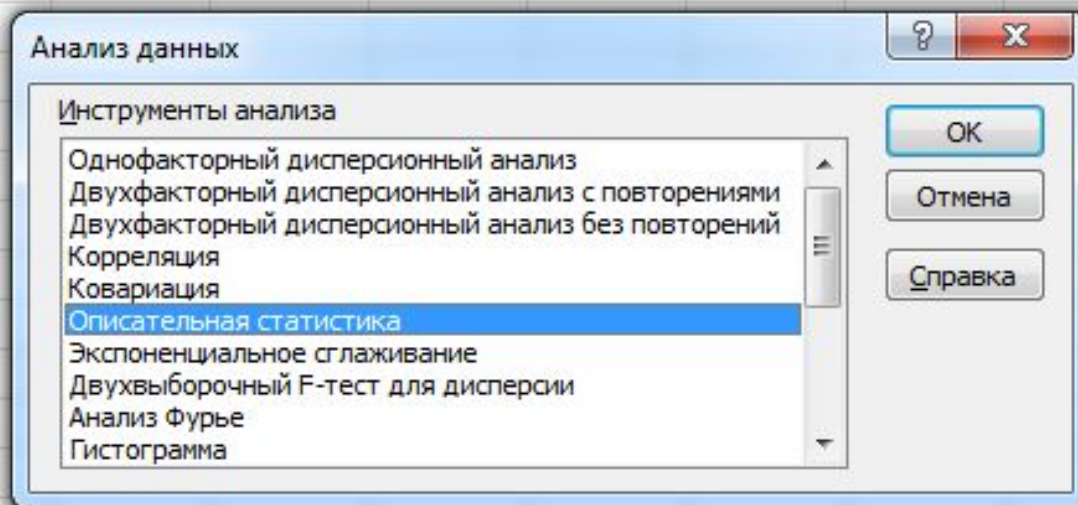 Анализ данных
Инструменты анализа
Однофакторный дисперсионный анализ
Двухфакторный дисперсионный анализ с повторениями
Двухфакторный дисперсионный анализ без повторений
Корреляция
Ковариация
Описательная статистика
Экспоненциальное сглаживание
Двухвыборочный F-тест для дисперсии
Анализ Фурье
Гистограмма
ОК
Отмена
Справка